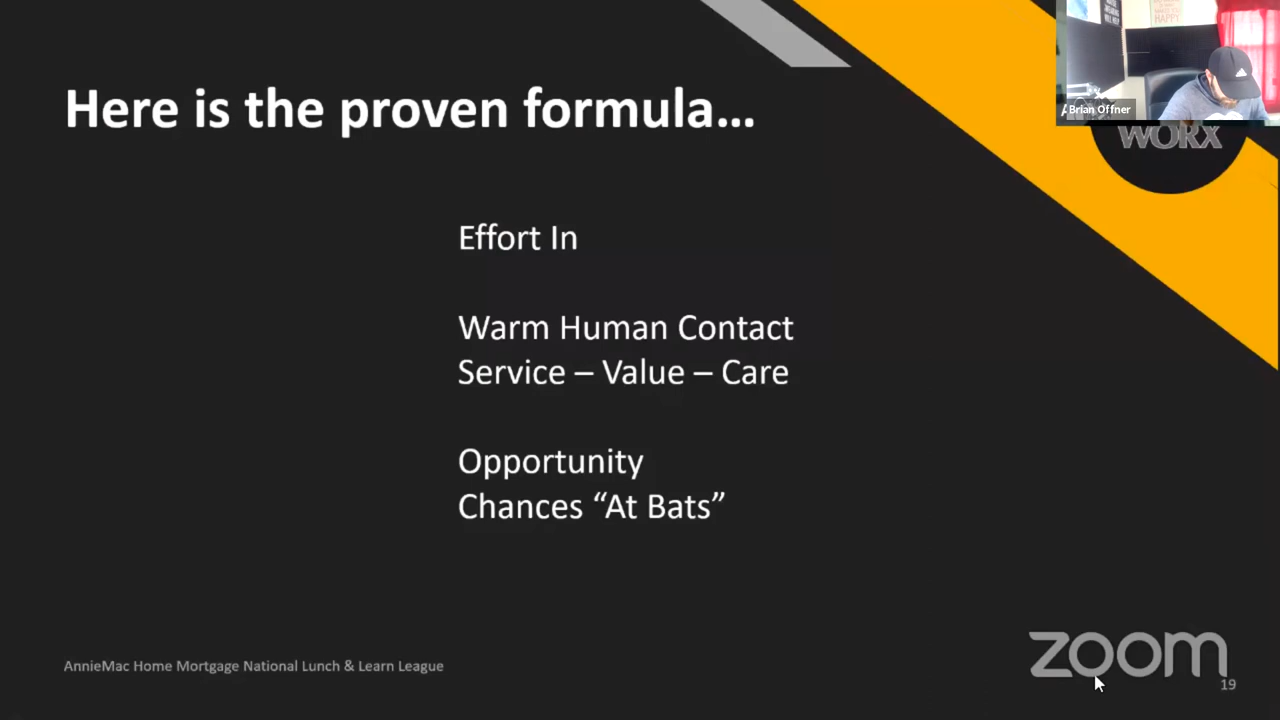 HAPPY
Brian Offner
WORX
Here is the proven formula...
Effort In
Warm Human Contact
Service – Value – Care
Opportunity
Chances “At Bats”
AnnieMac Home Mortgage National Lunch & Learn League
zoom
19